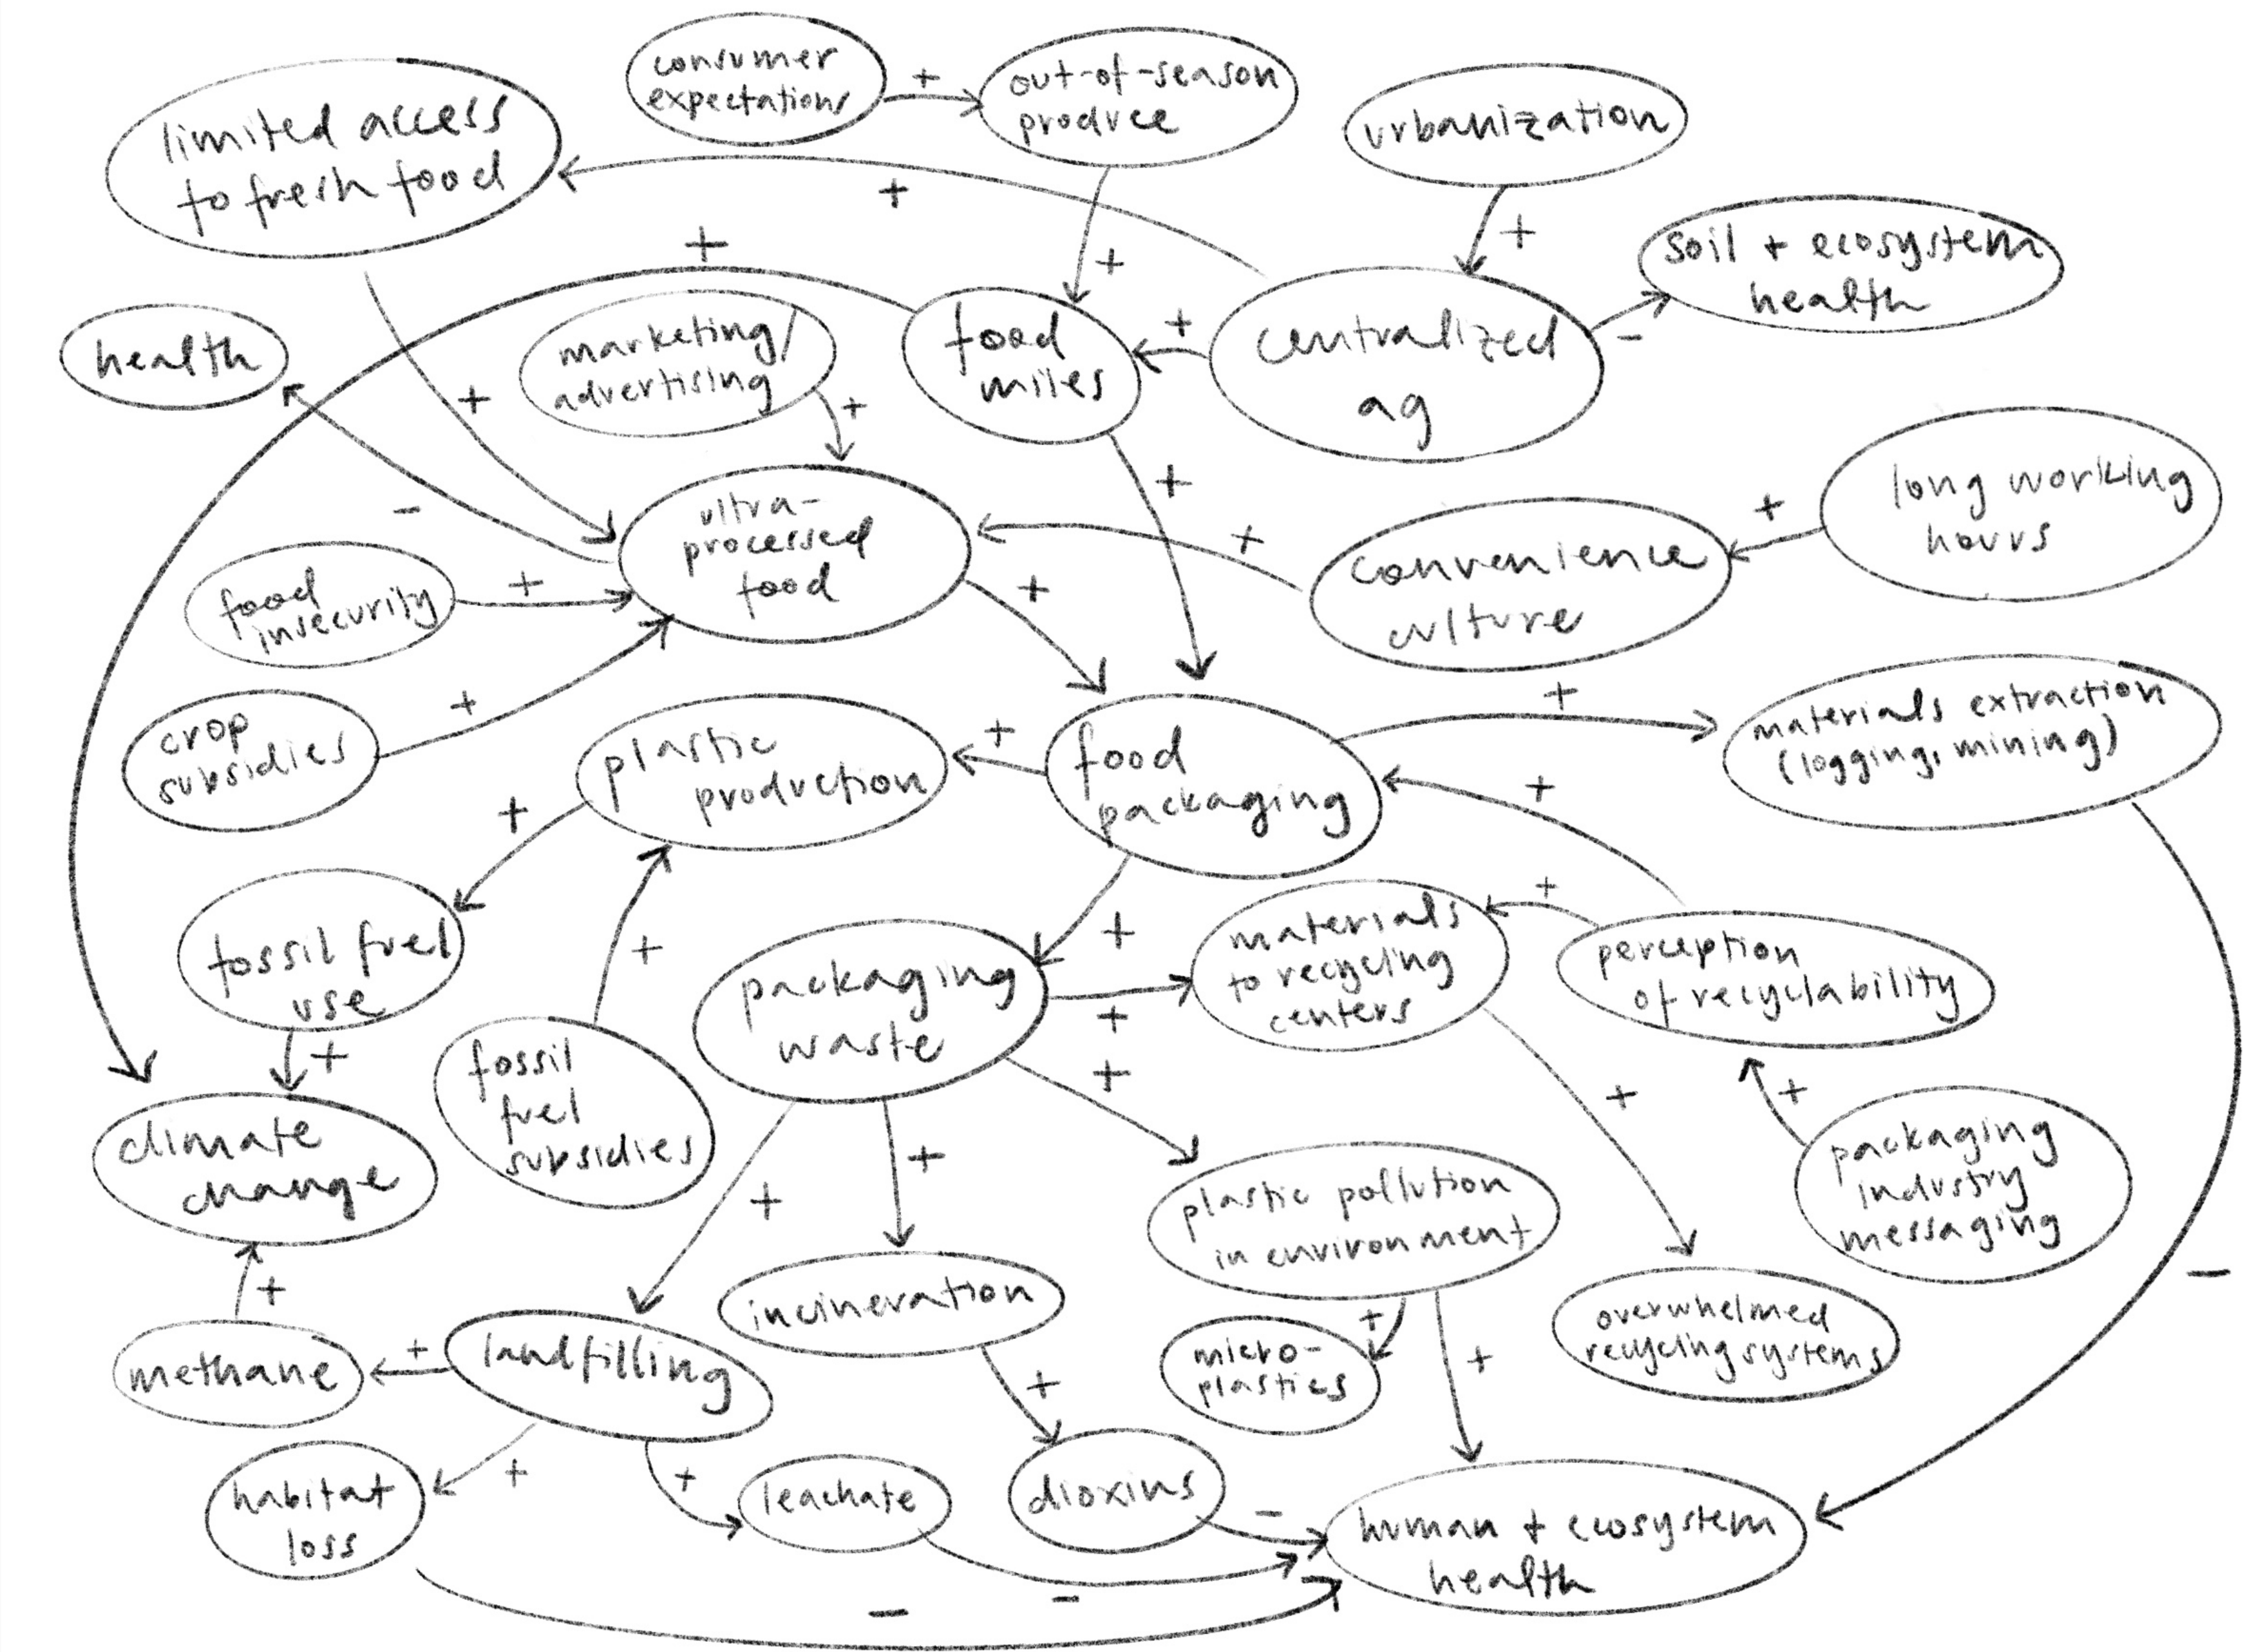 consumer
expectations
+
out-of-season
produce
urbanization
limited access
to fresh food
+
+
+
+
soil + ecosystem
health
-
health
marketing/
advertising
+
food
miles
+
centralized
ag
+
+
long working
hours
+
convenience
culture
+
ultra-
processed
food
-
food
insecurity
+
+
crop
subsidies
+
plastic
production
+
food
packaging
+
materials extraction
(logging, mining)
+
+
fossil fuel
use
+
+
packaging
waste
+
+
materials
to recycling
centers
+
perception
of recyclability
+
fossil
fuel
subsidies
+
+
packaging
industry
messaging
climate
change
+
+
+
plastic pollution
in environment
-
+
incineration
overwhelmed
recycling systems
methane
+
landfilling
micro-
plastics
+
+
+
habitat
loss
+
+
leachate
dioxins
-
human + ecosystem
health
-
-